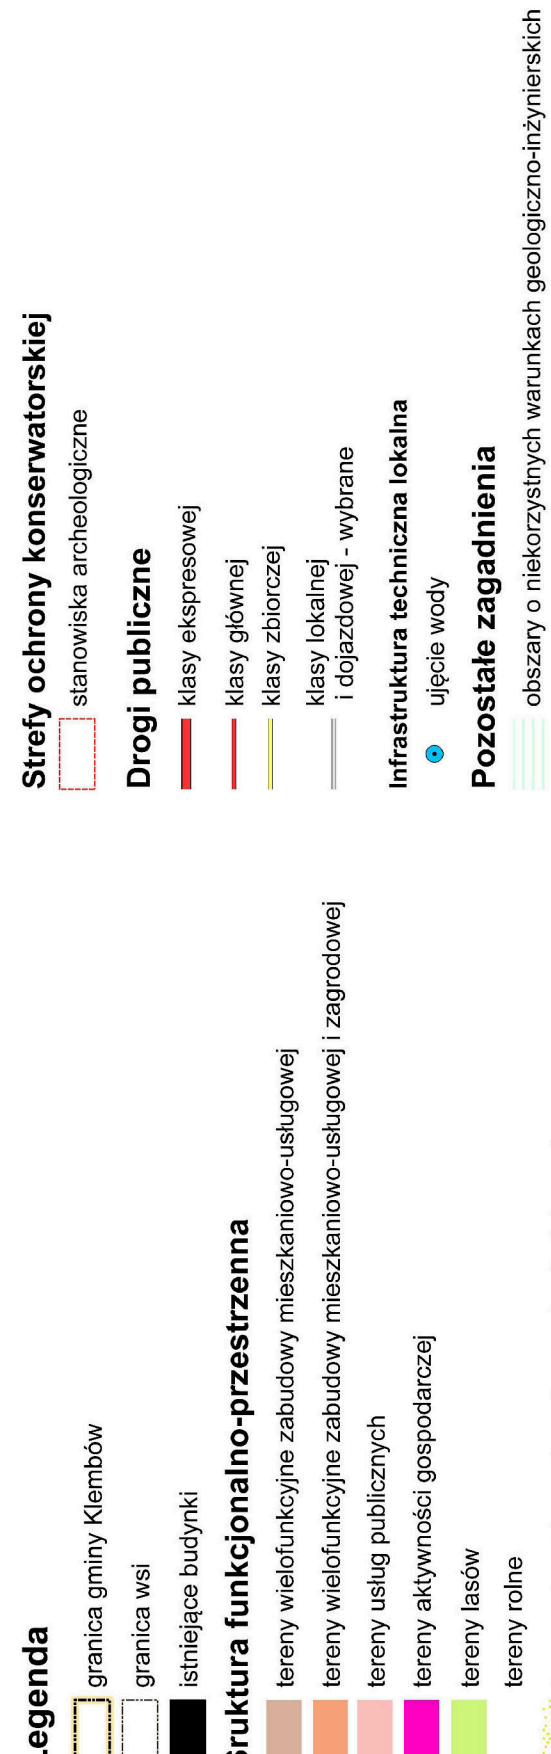 Legenda
granica gminy Klembów
granica wsi
istniejące budynki
Sruktura funkcjonalno-przestrzenna
tereny wielofunkcyjne zabudowy mieszkaniowo-usługowej
tereny wielofunkcyjne zabudowy mieszkaniowo-usługowej i zagrodowej
tereny usług publicznych
tereny aktywności gospodarczej
tereny lasów
tereny rolne
Strefy ochrony konserwatorskiej
stanowiska archeologiczne
Drogi publiczne
klasy ekspresowej
klasy głównej
klasy zbiorczej
klasy lokalnej
i dojazdowej - wybrane
Infrastruktura techniczna lokalna
ujęcie wody
Pozostałe zagadnienia
obszary o niekorzystnych warunkach geologiczno-inżynierskich